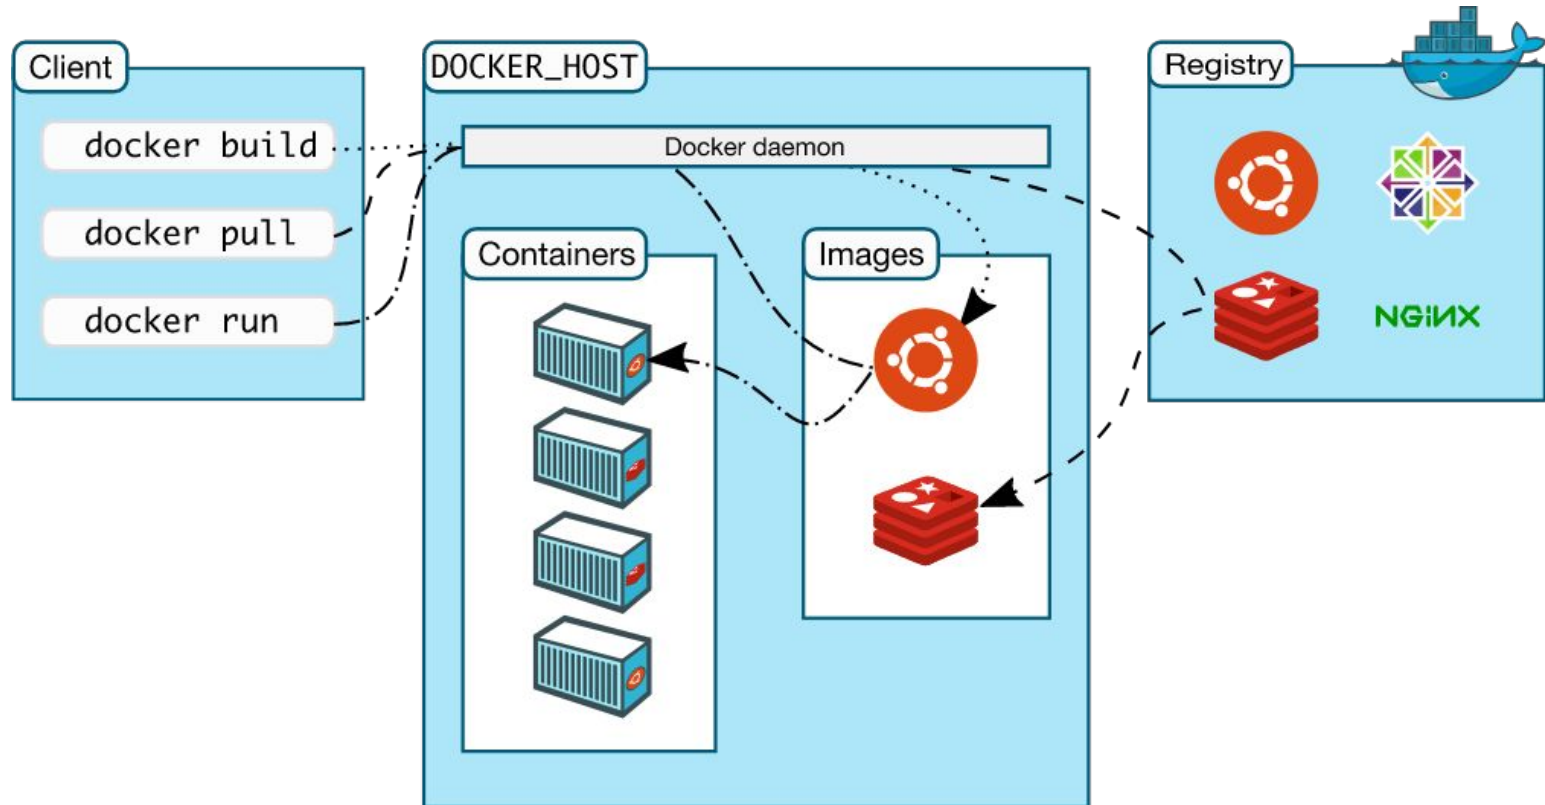 Client
docker build
docker pull
docker run
DOCKER_HOST
Docker daemon
Containers
Images
Registry
NGiNX